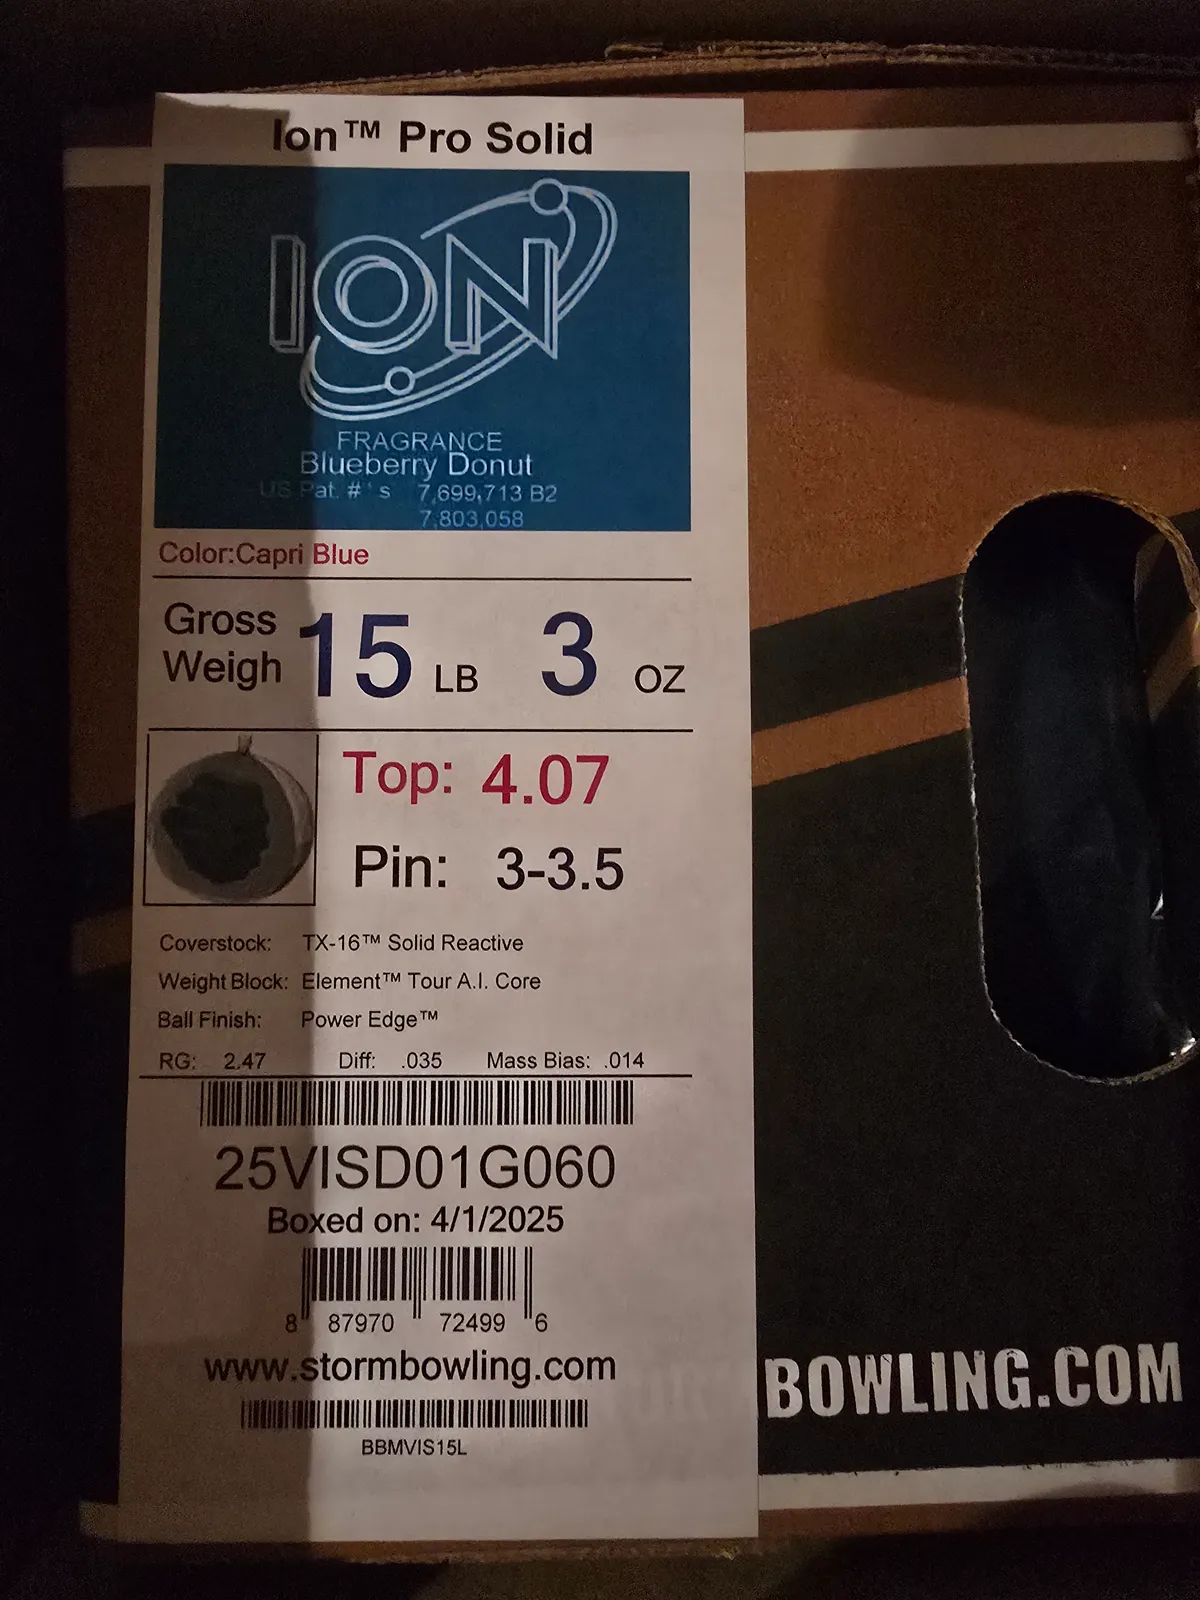 Ion™ Pro Solid
ION
FRAGRANCE
Blueberry Donut
US Pat. #'s 7,699,713 B2
7,803,058
Color:Capri Blue
Gross
Weigh
15 LB 3 OZ
Top: 4.07
Pin: 3-3.5
Coverstock: TX-16™ Solid Reactive
Weight Block: Element™ Tour A.I. Core
Ball Finish: Power Edge™
RG: 2.47 Diff: .035 Mass Bias: .014
25VISD01G060
Boxed on: 4/1/2025
8 87970 72499 6
www.stormbowling.com
BBMVIS15L
BOWLING.COM